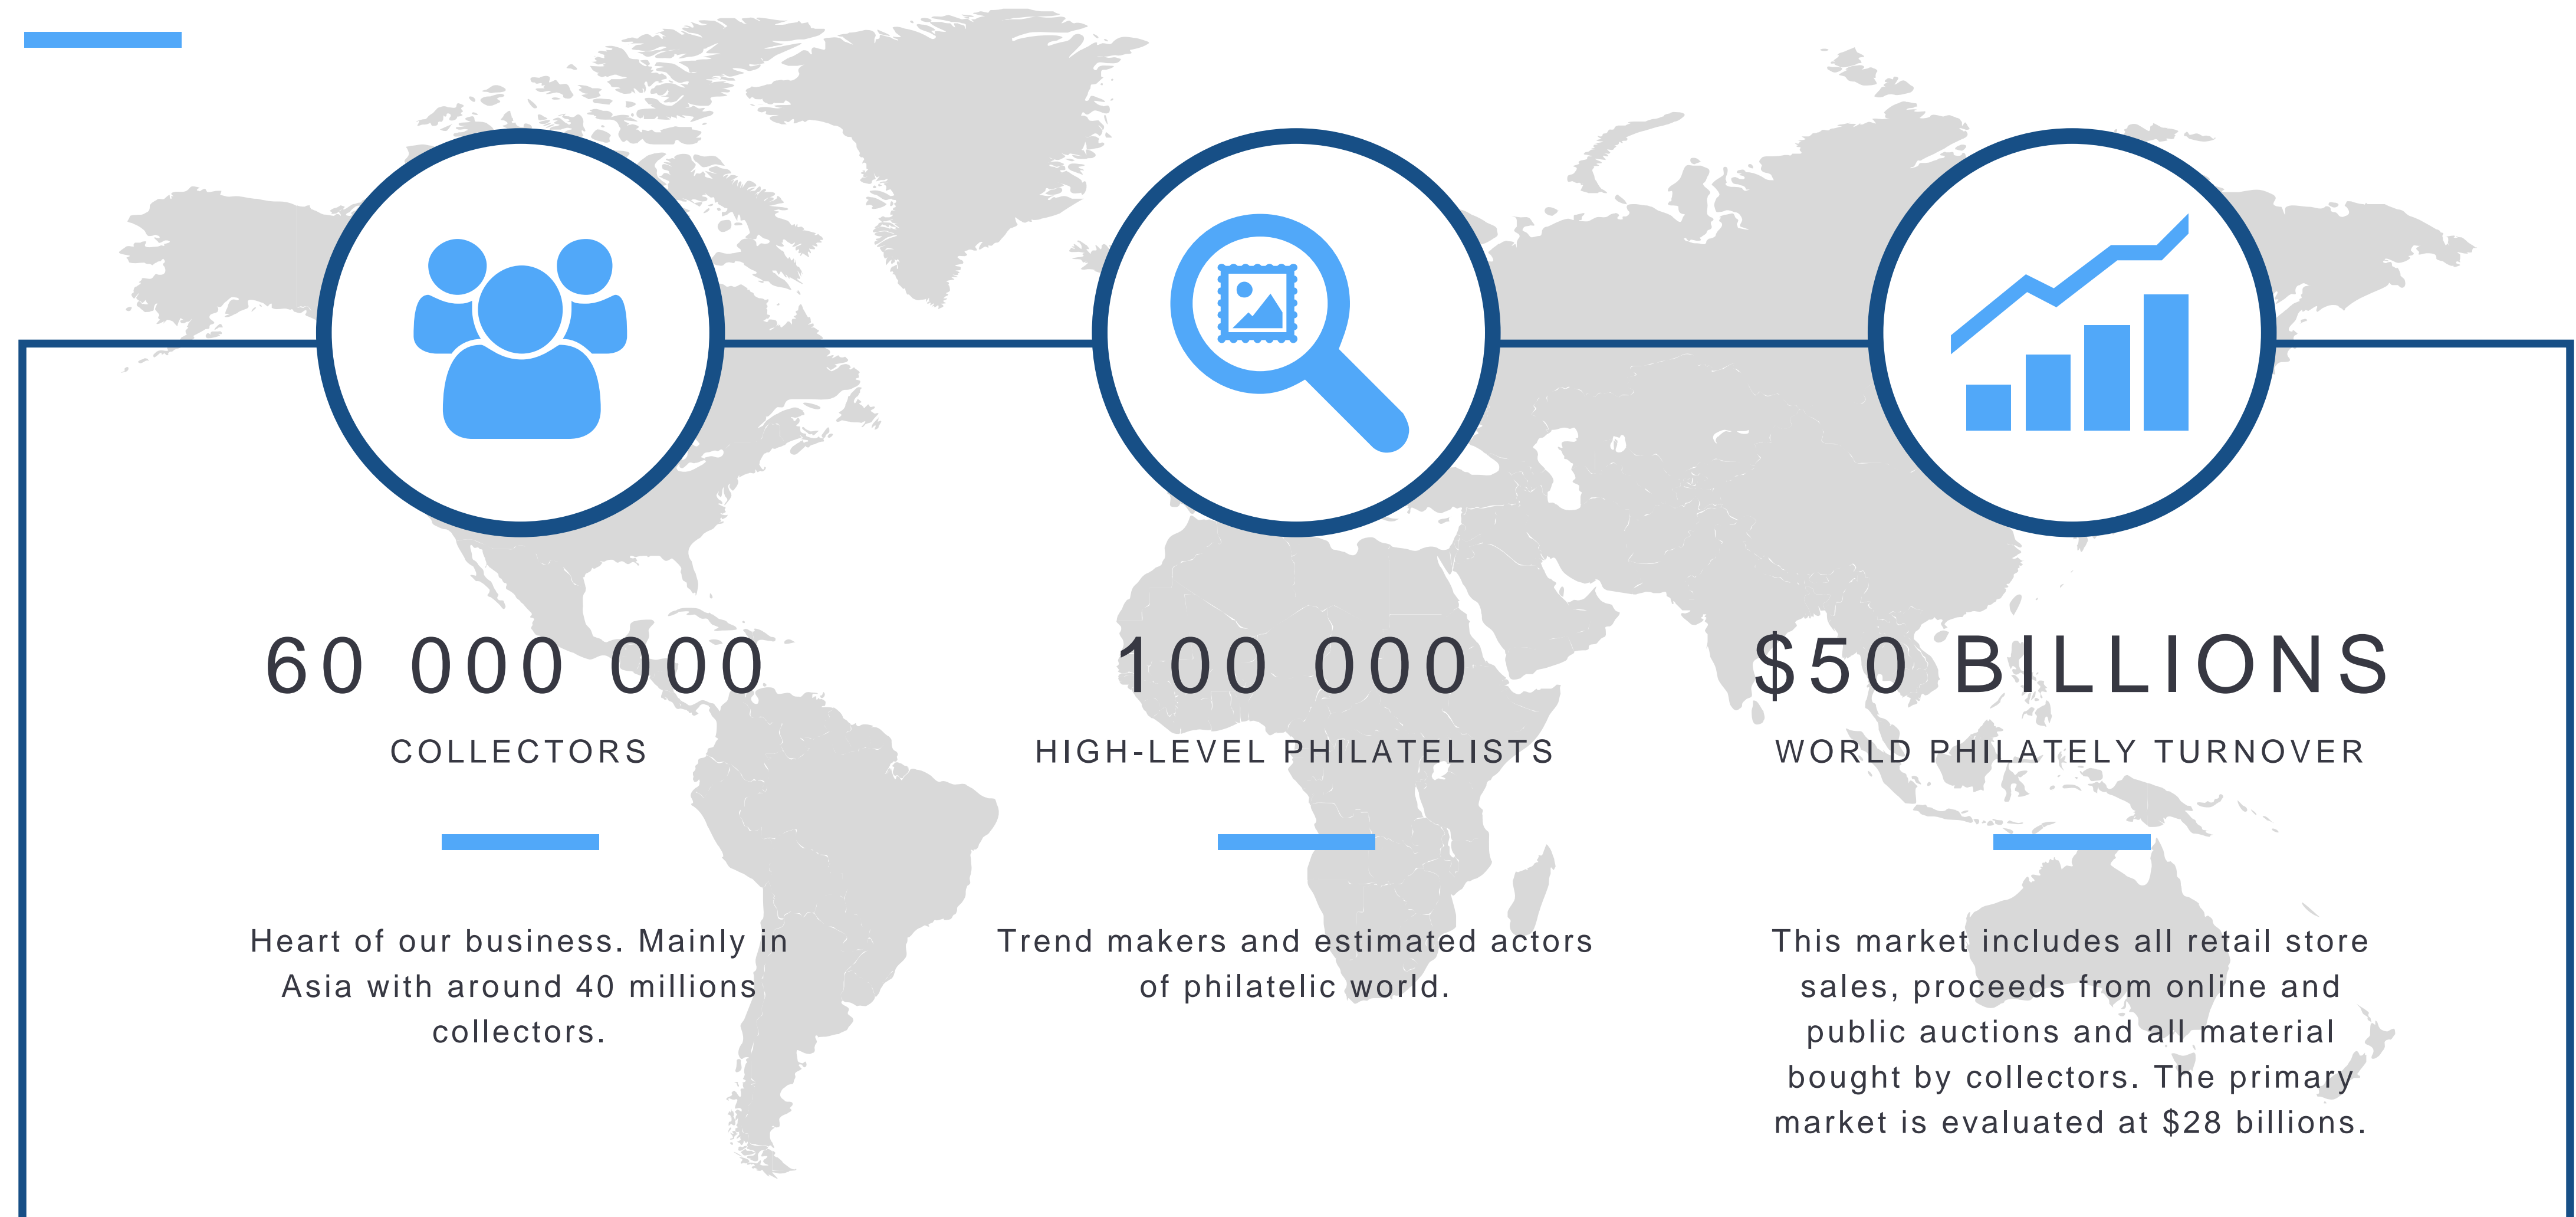 60 000 000
COLLECTORS
Heart of our business. Mainly in
Asia with around 40 millions
collectors.
100 000
HIGH-LEVEL PHILATELISTS
Trend makers and estimated actors
of philatelic world.
$50 BILLIONS
WORLD PHILATELY TURNOVER
This market includes all retail store
sales, proceeds from online and
public auctions and all material
bought by collectors. The primary
market is evaluated at $28 billions.